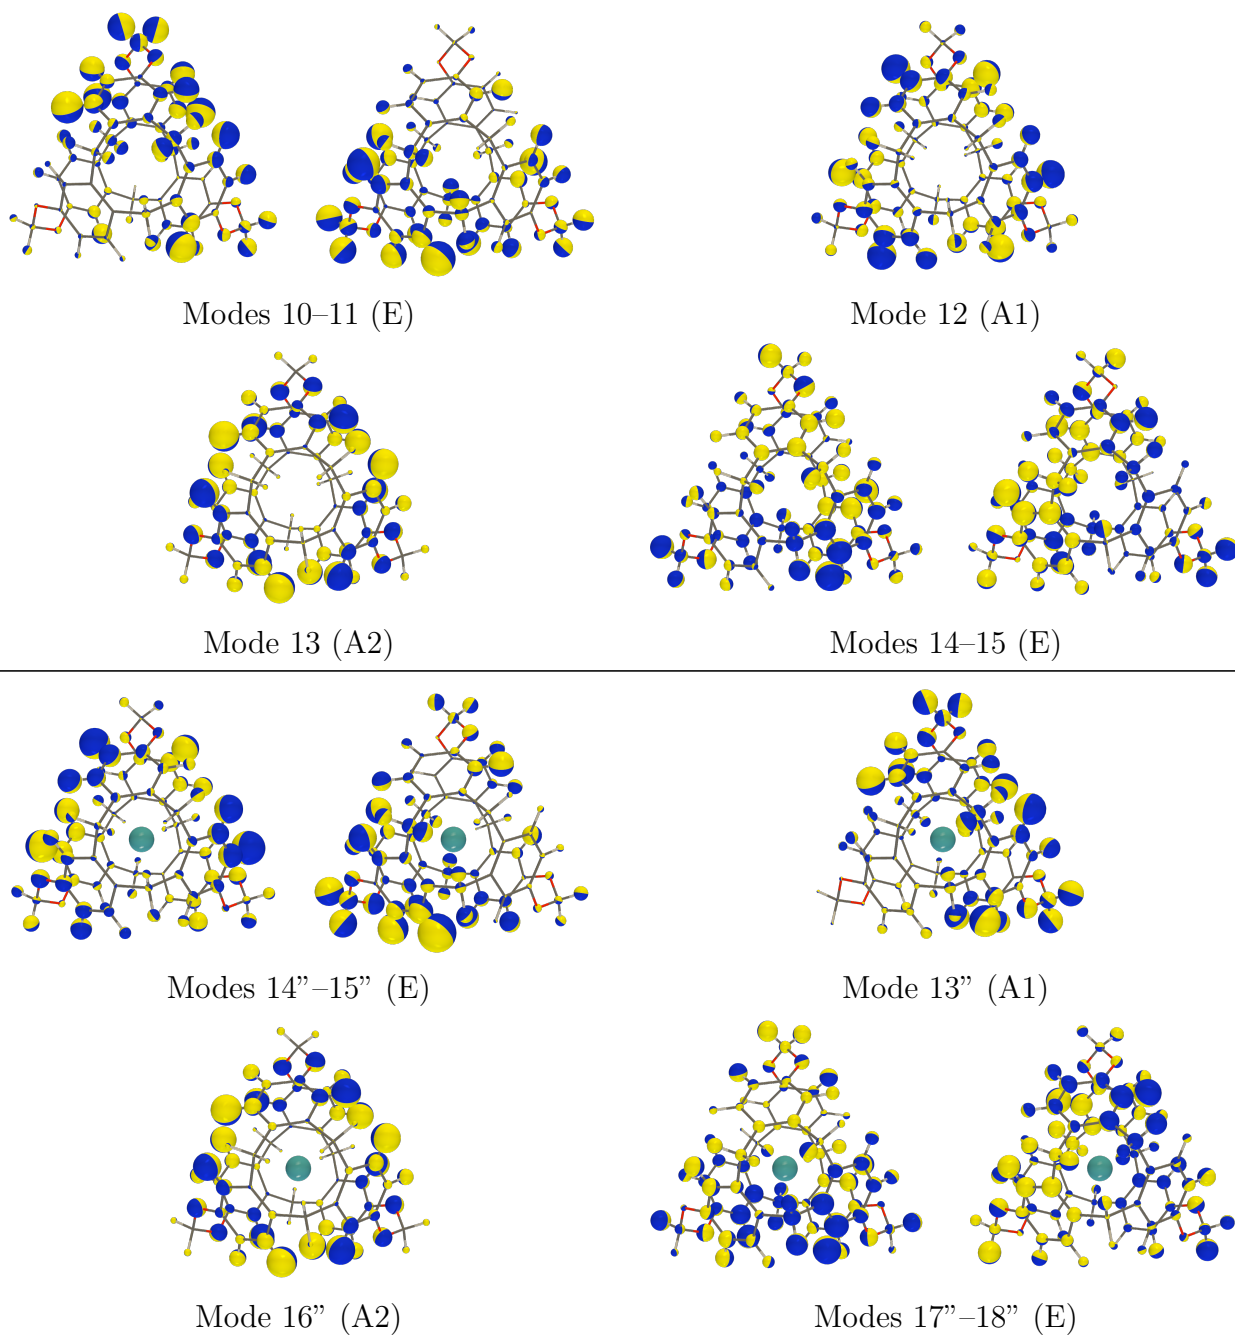 Modes 10–11 (E)
Mode 12 (A1)
Mode 13 (A2)
Modes 14–15 (E)
Modes 14”–15” (E)
Mode 13” (A1)
Mode 16” (A2)
Modes 17”–18” (E)